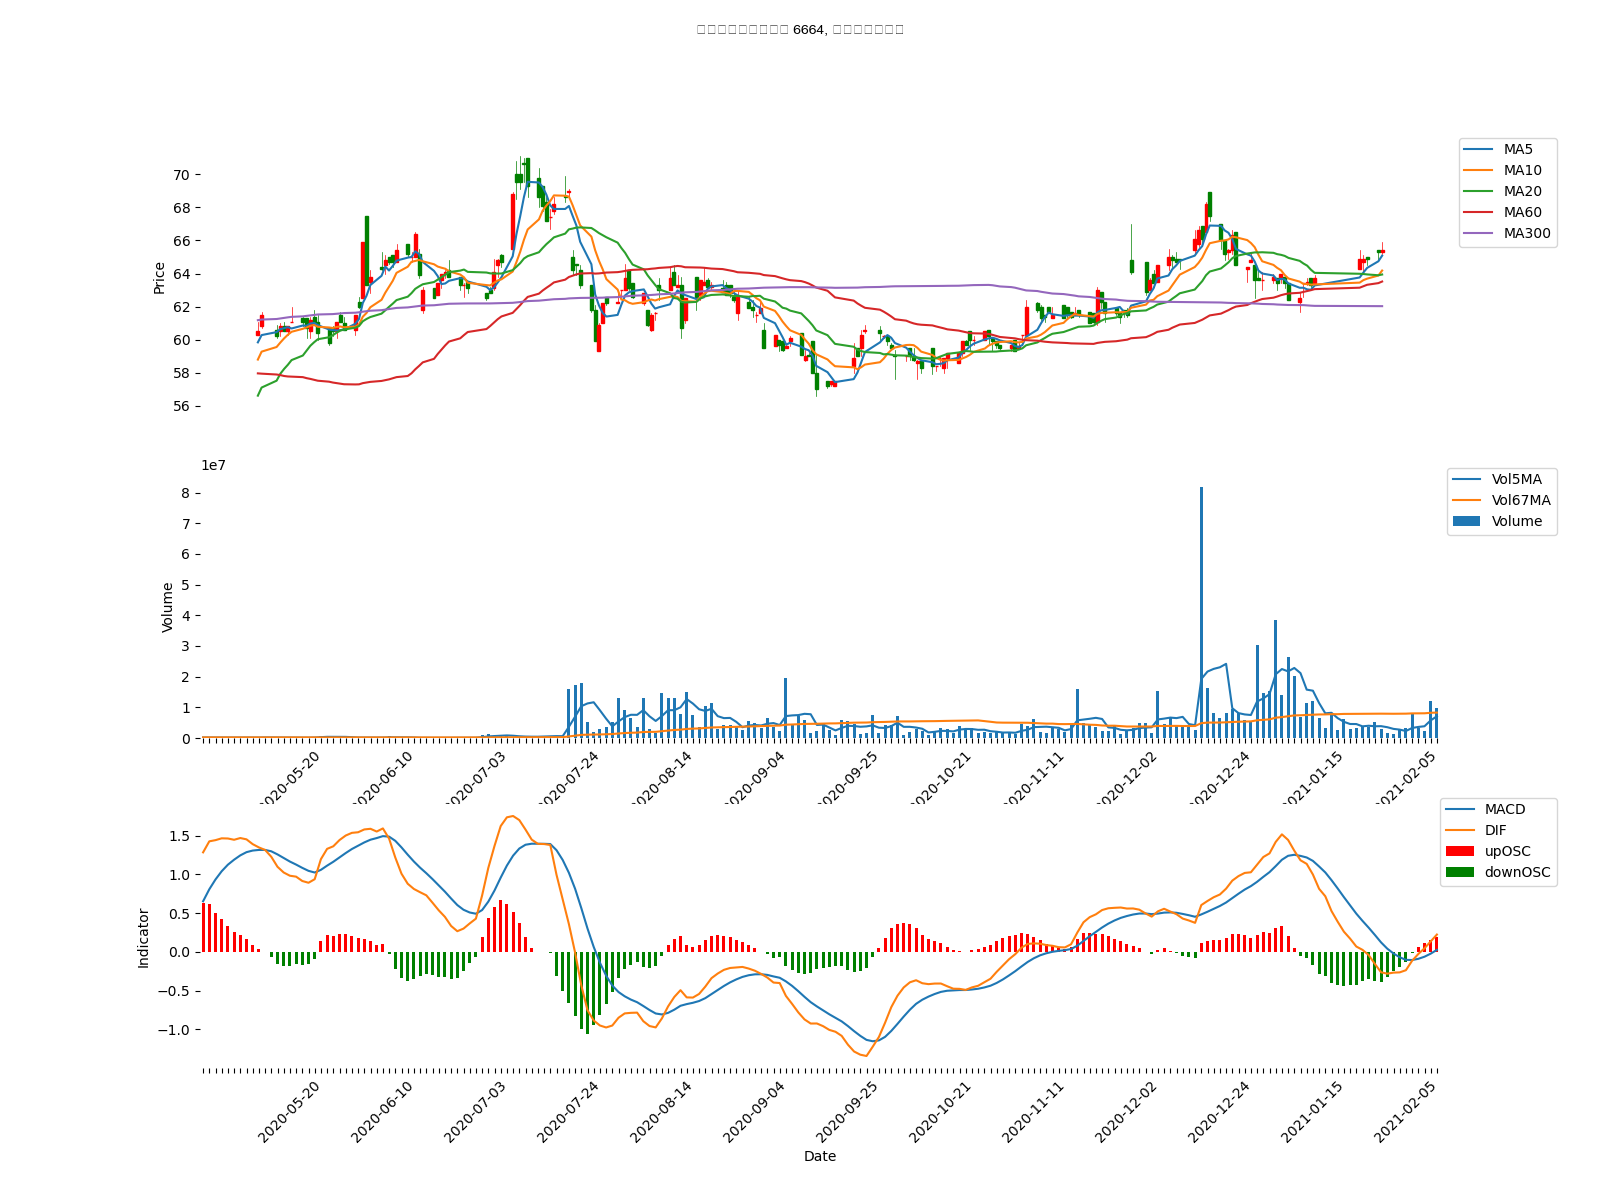 6664,
70
68
66
64
62
60
58
56
Price
MA5
MA10
MA20
MA60
MA300
1e7
8
7
6
5
4
3
2
1
0
Volume
Vol5MA
Vol67MA
Volume
2020-05-20
2020-06-10
2020-07-03
2020-07-24
2020-08-14
2020-09-04
2020-09-25
2020-10-21
2020-11-11
2020-12-02
2020-12-24
2021-01-15
2021-02-05
1.5
1.0
0.5
0.0
−0.5
−1.0
Indicator
MACD
DIF
upOSC
downOSC
2020-05-20
2020-06-10
2020-07-03
2020-07-24
2020-08-14
2020-09-04
2020-09-25
2020-10-21
2020-11-11
2020-12-02
2020-12-24
2021-01-15
2021-02-05
Date